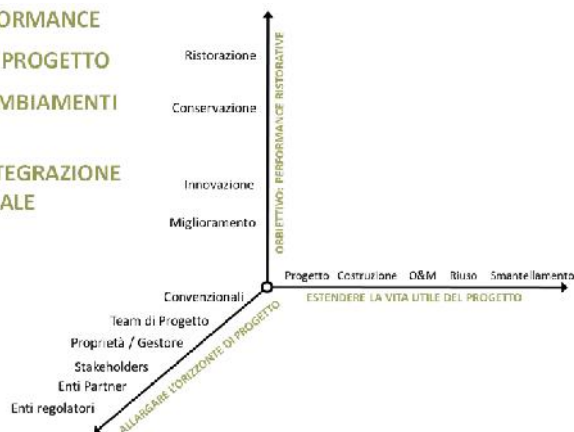 ORMANCE
PROGETTO
MBIAMENTI
TEGRAZIONE
ALE
Ristorazione
Conservazione
Innovazione
Miglioramento
OBBIETTIVO: PERFORMANCE RISTORATIVE
Progetto Costruzione O&M Riuso Smantellamento
ESTENDERE LA VITA UTILE DEL PROGETTO
Convenzionali
Team di Progetto
Proprietà / Gestore
Stakeholders
Enti Partner
Enti regolatori
ALLARGARE L'ORIZZONTE DI PROGETTO